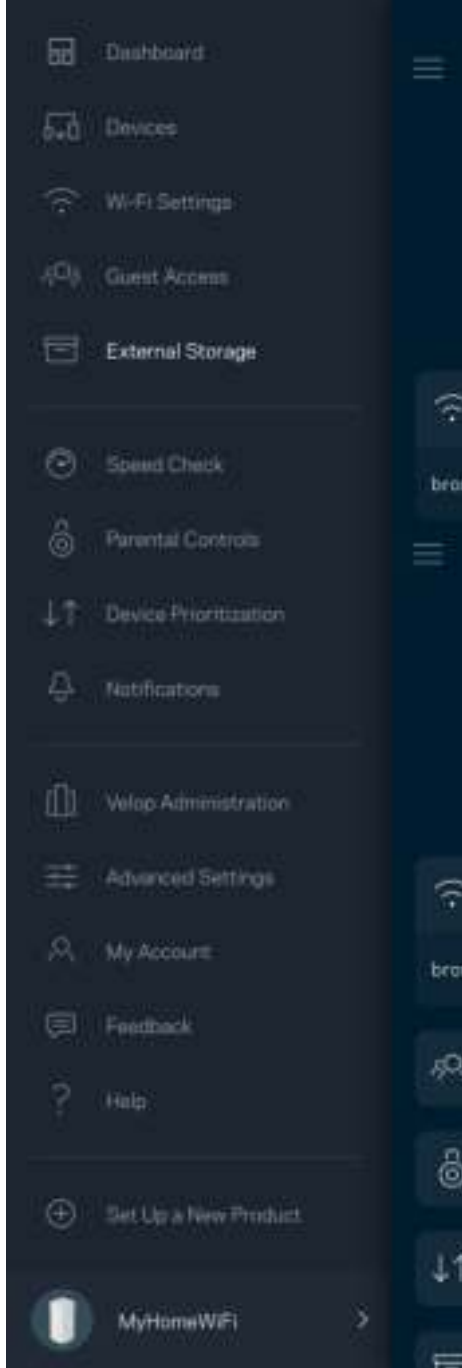 Dashboard
Devices
Wi-Fi Settings
Guest Access
External Storage
Speed Check
Parental Controls
Device Prioritization
Notifications
Velop Administration
Advanced Settings
My Account
Feedback
Help
Set Up a New Product
MyHomeWiFi